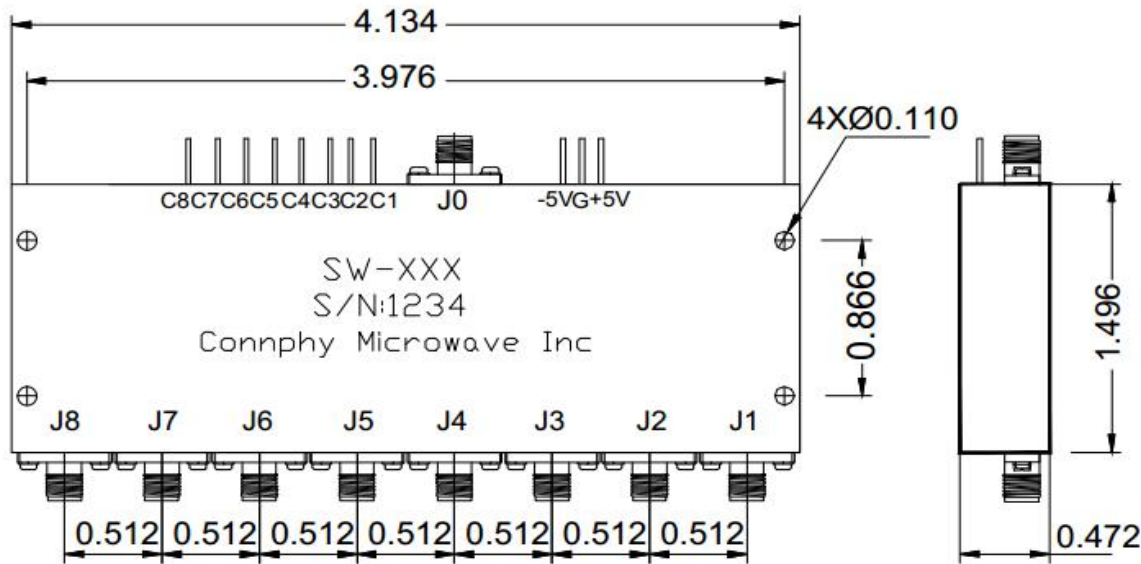 4.134
3.976
4XØ0.110
C8C7C6C5 C4C3C2C1 J0 -5VG+5V
SW-XXX
S/N:1234
Connphy Microwave Inc
0.866
1.496
J8 J7 J6 J5 J4 J3 J2 J1
0.512 0.512 0.512 0.512 0.512 0.512 0.512
0.472